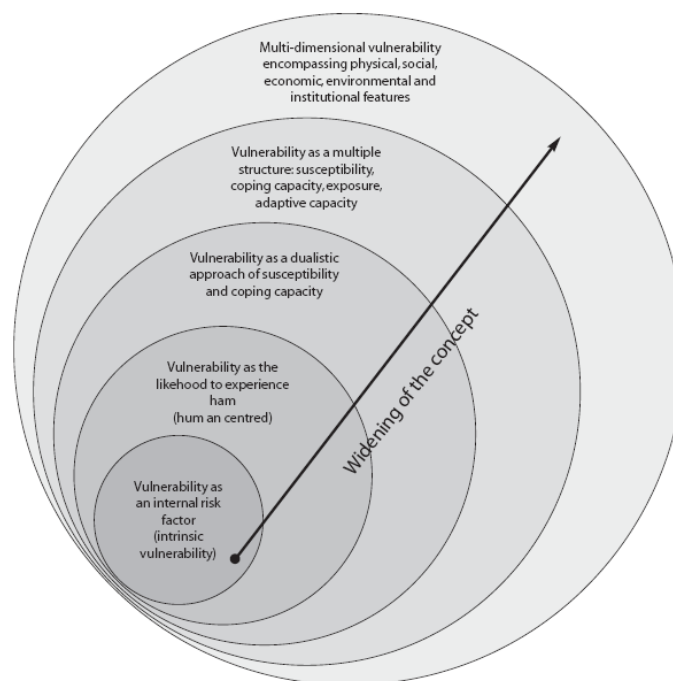 Multi-dimensional vulnerability
encompassing physical, social,
economic, environmental and
institutional features
Vulnerability as a multiple
structure: susceptibility,
coping capacity, exposure,
adaptive capacity
Vulnerability as a dualistic
approach of susceptibility
and coping capacity
Vulnerability as the
likehood to experience
ham
(hum an centred)
Vulnerability as
an internal risk
factor
(intrinsic
vulnerability)
Widening of the concept